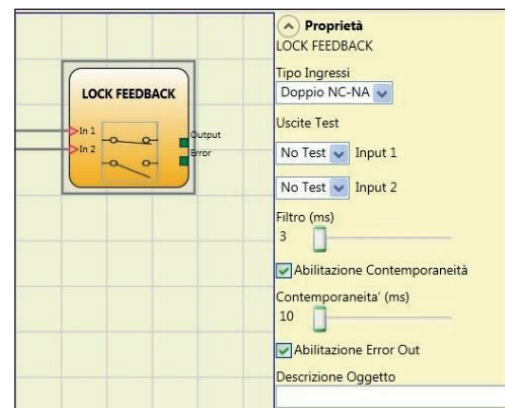 LOCK FEEDBACK
In 1
In 2
Output
Error
Proprietà
LOCK FEEDBACK
Tipo Ingressi
Doppio NC-NA
Uscite Test
No Test Input 1
No Test Input 2
Filtro (ms)
3
Abilitazione Contemporaneità
Contemporaneita' (ms)
10
Abilitazione Error Out
Descrizione Oggetto